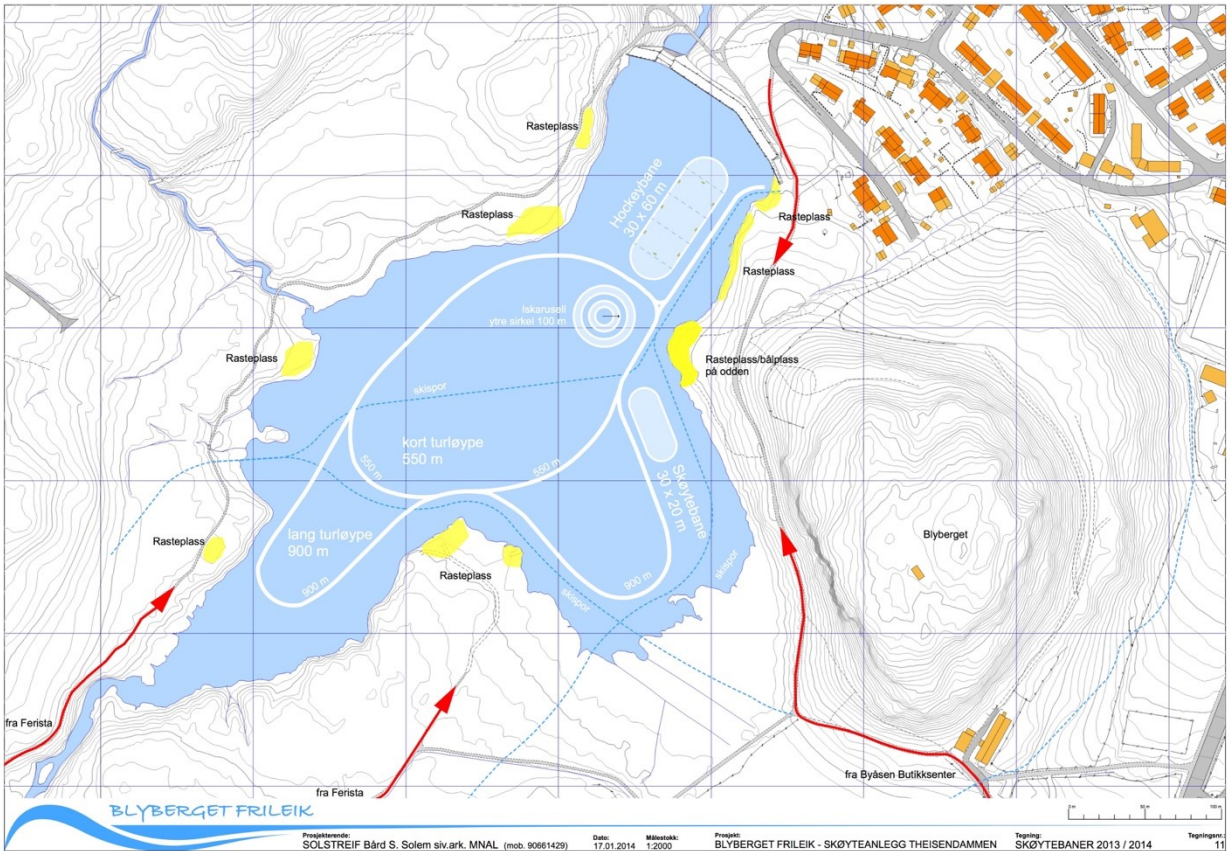 Rasteplass
Hockeybane
30 x 60 m
Rasteplass
Rasteplass
Rasteplass
Iskarusell
ytre sirkel 100 m
Rasteplass
Rasteplass/bålplass
på odden
skispor
kort turløype
550 m
550 m
550 m
Skøytebane
30 x 20 m
lang turløype
900 m
Rasteplass
Blyberget
Rasteplass
900 m
skispor
900 m
skispor
fra Ferista
fra Ferista
fra Byåsen Butikksenter
BLYBERGET FRILEIK
0 m 50 m 100 m
Prosjekterende:
SOLSTREIF Bård S. Solem siv.ark. MNAL (mob. 90661429)
Dato:
17.01.2014
Målestokk:
1:2000
Prosjekt:
BLYBERGET FRILEIK - SKØYTEANLEGG THEISENDAMMEN
Tegning:
SKØYTEBANER 2013 / 2014
Tegningsnr.: